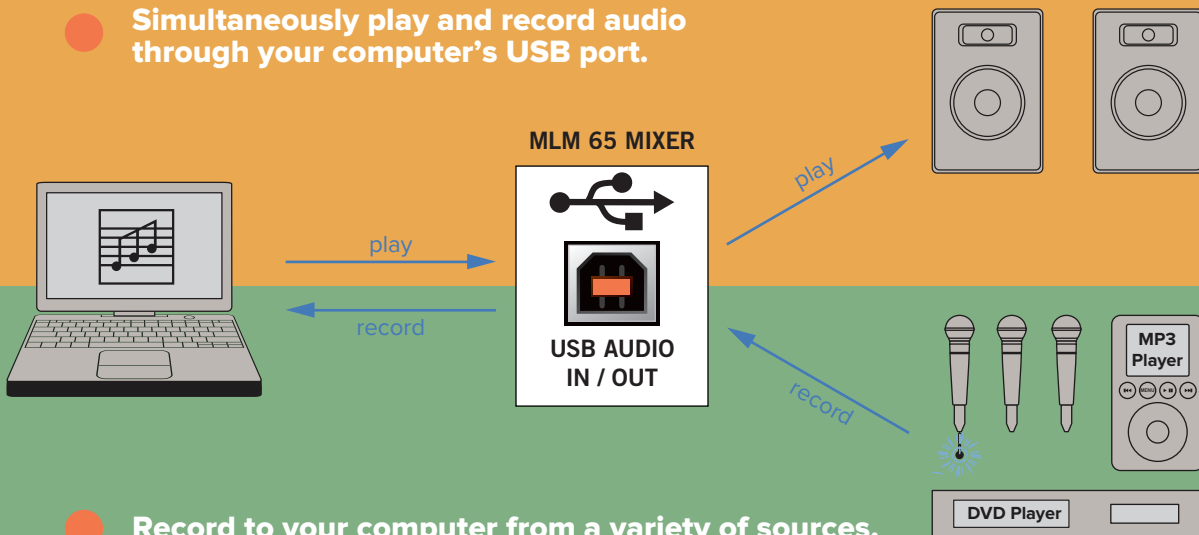 Simultaneously play and record audio
through your computer's USB port.
MLM 65 MIXER
play
play
record
USB AUDIO
IN / OUT
record
MP3
Player
MENU
DVD Player
Record to your computer from a variety of sources.